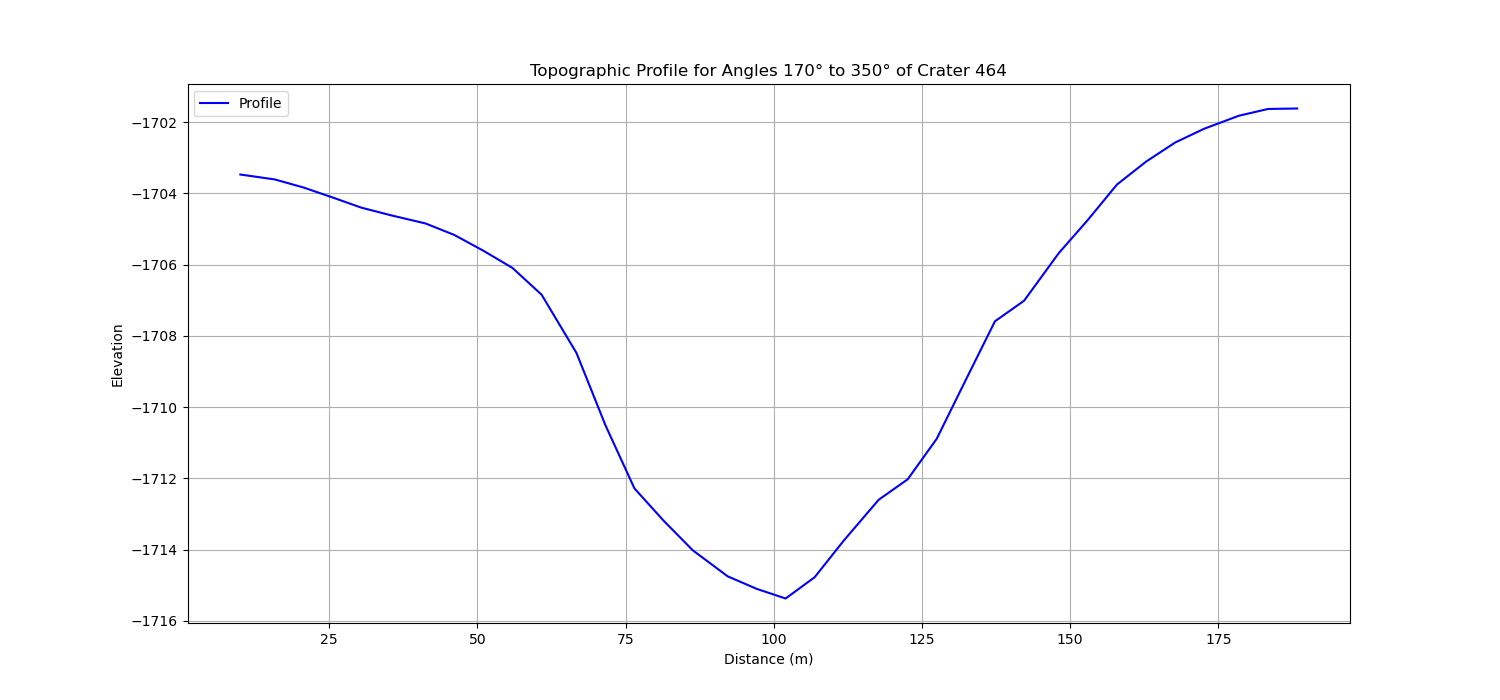 Topographic Profile for Angles 170° to 350° of Crater 464
Profile
−1702
−1704
−1706
−1708
−1710
−1712
−1714
−1716
Elevation
25 50 75 100 125 150 175
Distance (m)